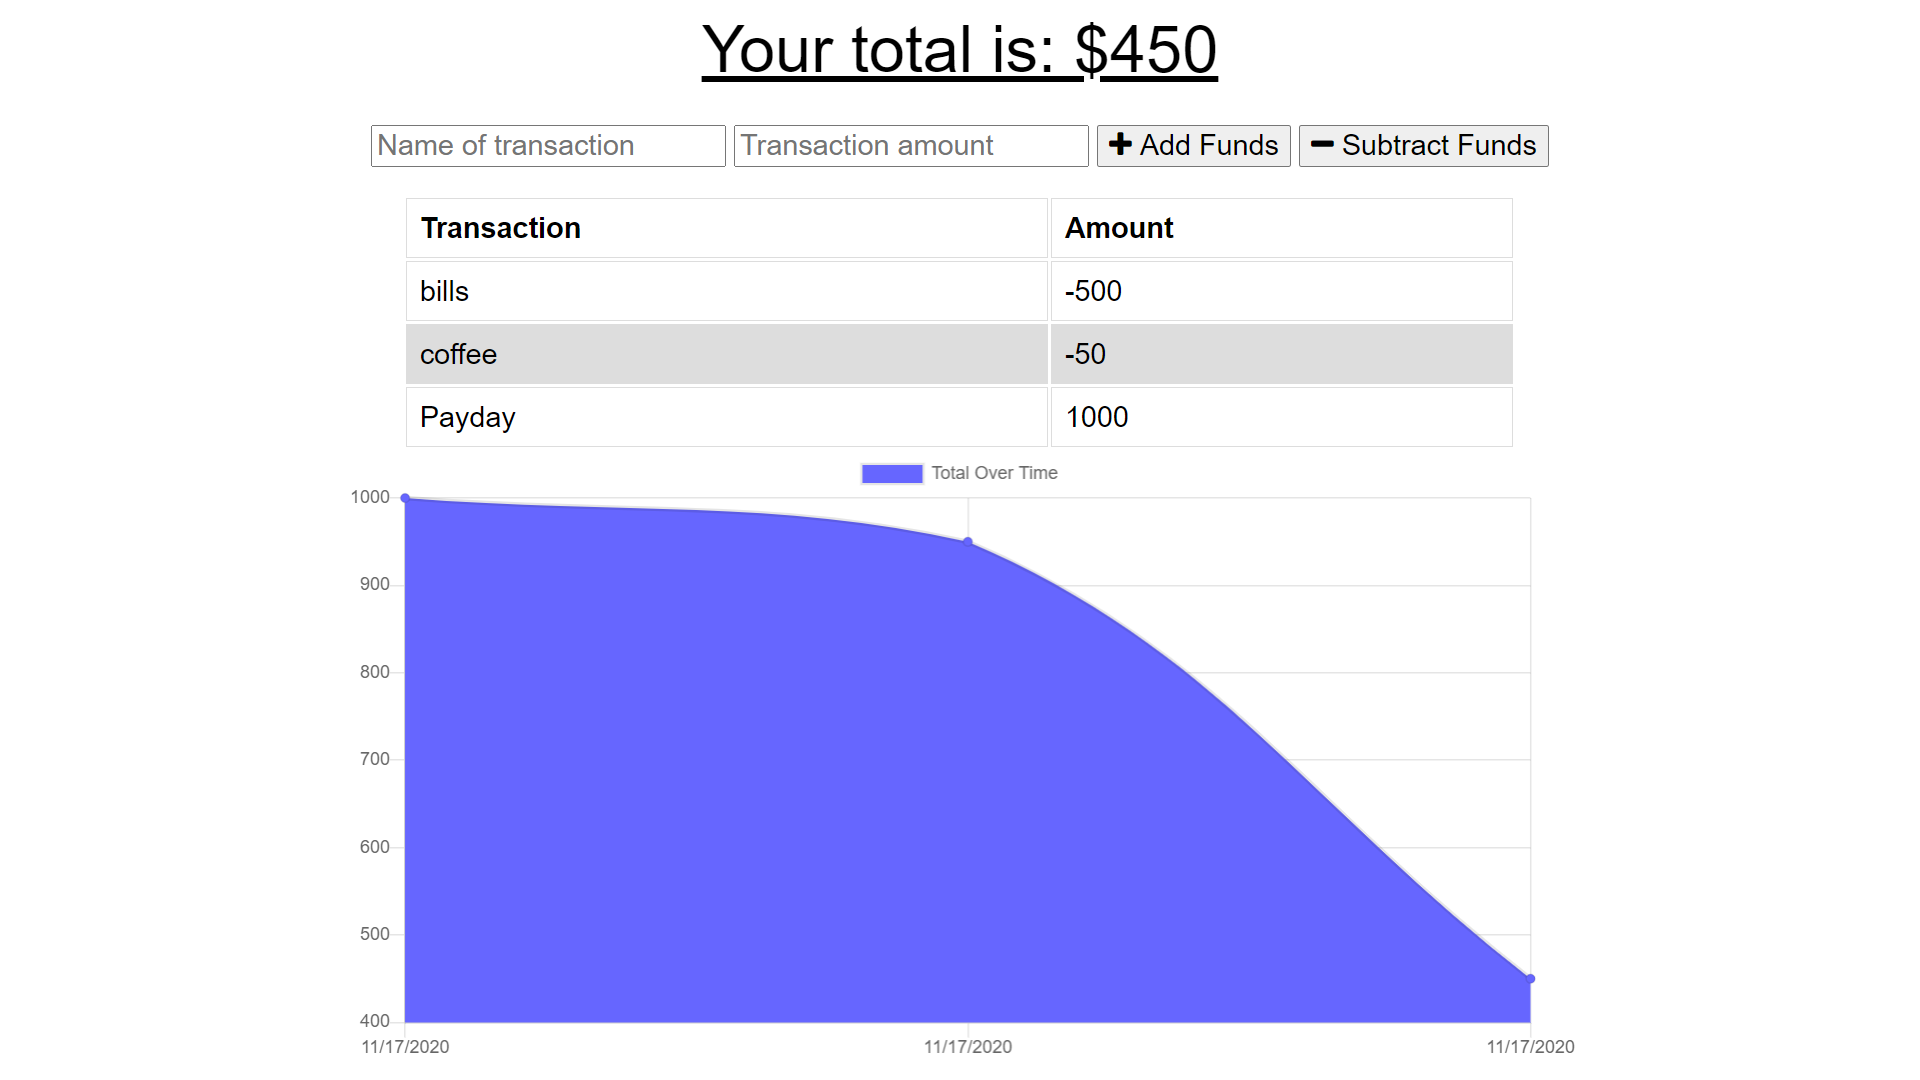 Your total is: $450
Name of transaction Transaction amount Add Funds Subtract Funds
Transaction Amount
bills -500
coffee -50
Payday 1000
Total Over Time
1000
900
800
700
600
500
400
11/17/2020 11/17/2020 11/17/2020